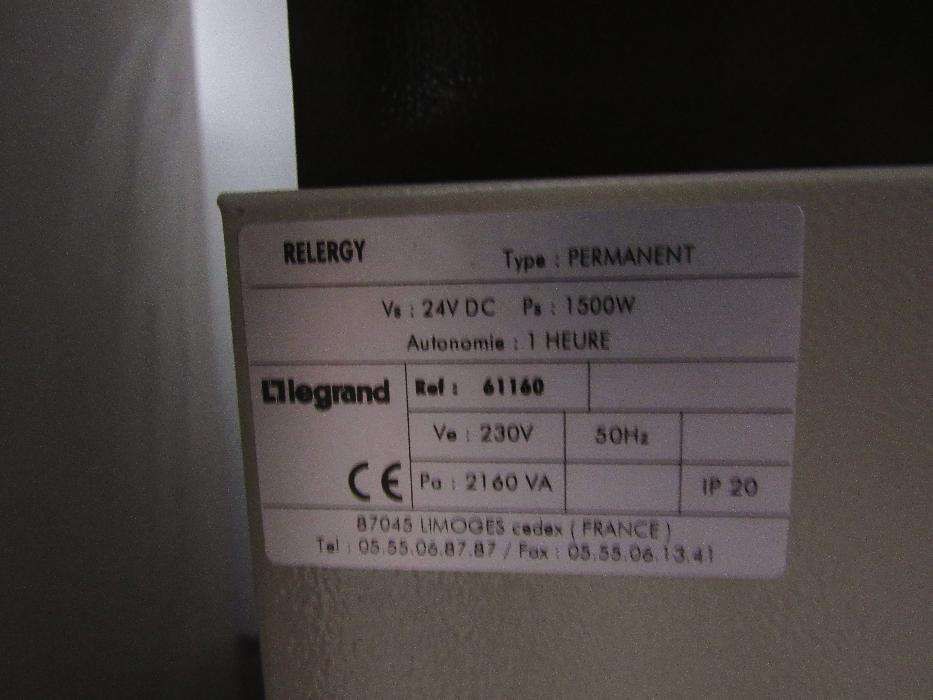 RELERGY Type : PERMANENT
Vs : 24V DC Ps : 1500W
Autonomie : 1 HEURE
legrand Ref : 61160
Ve : 230V 50Hz
CE Pa : 2160 VA IP 20
87045 LIMOGES cedex ( FRANCE )
Tel : 05.55.06.87.87 / Fax : 05.55.06.13.41